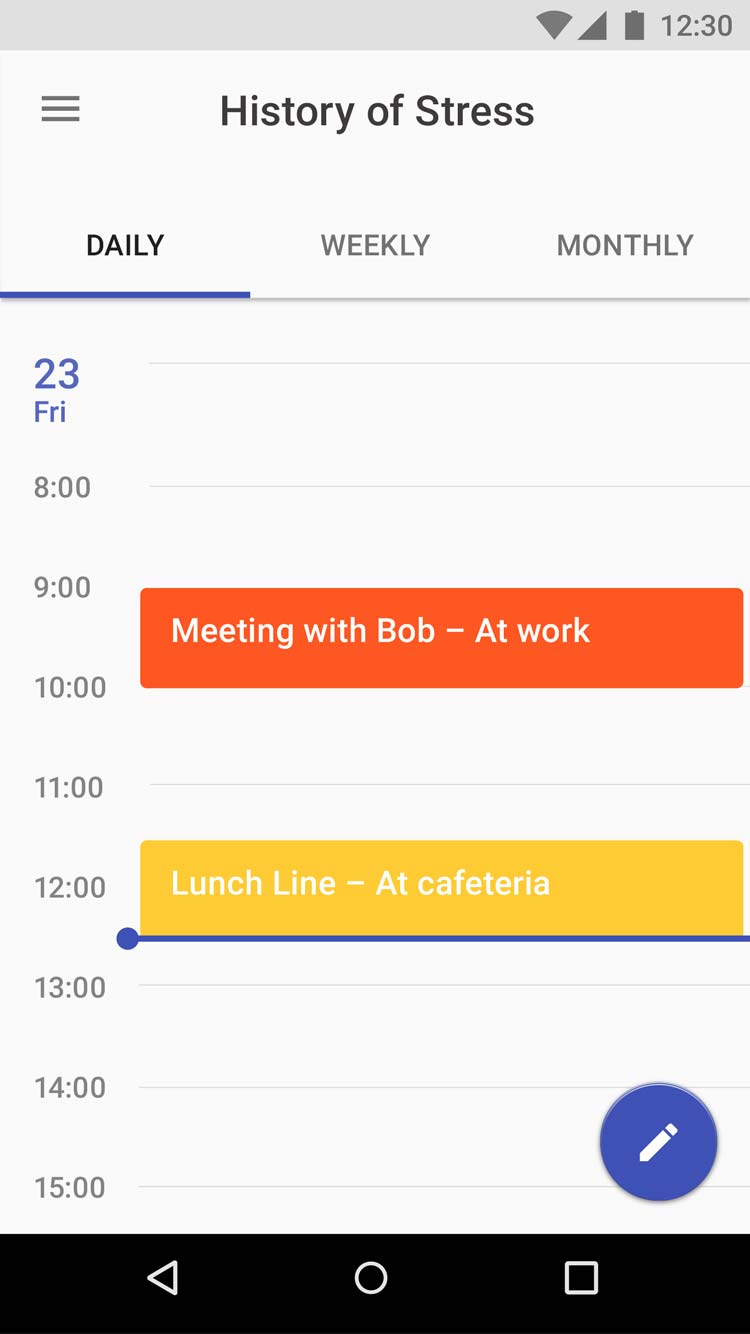 12:30
History of Stress
DAILY WEEKLY MONTHLY
23
Fri
8:00
9:00
Meeting with Bob – At work
10:00
11:00
12:00
Lunch Line – At cafeteria
13:00
14:00
15:00